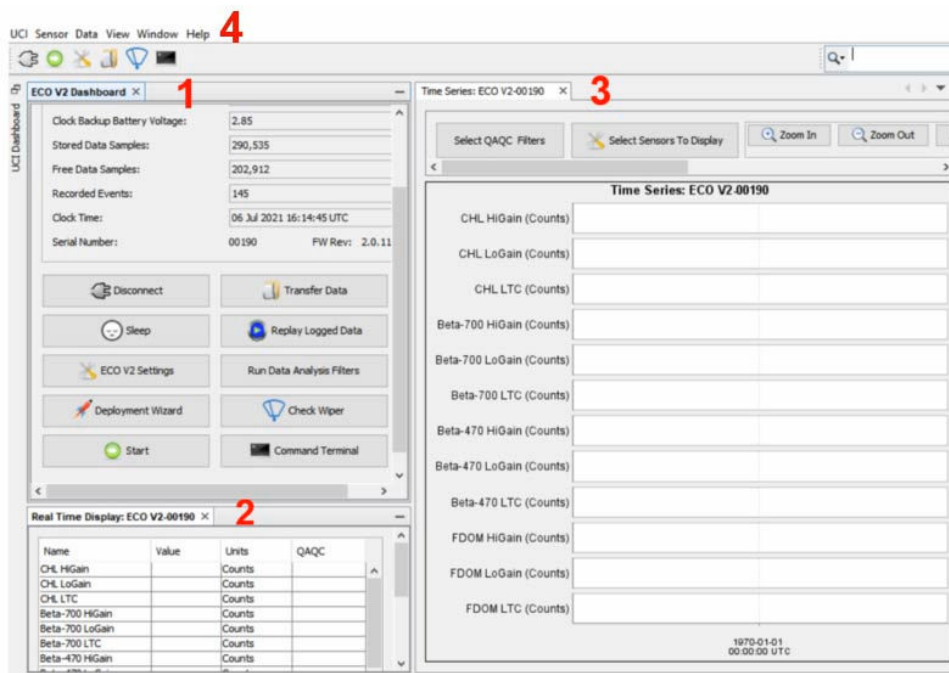 UCI Sensor Data View Window Help
4
ECO V2 Dashboard
1
UCI Dashboard
Clock Backup Battery Voltage: 2.85
Stored Data Samples: 290,535
Free Data Samples: 202,912
Recorded Events: 145
Clock Time: 06 Jul 2021 16:14:45 UTC
Serial Number: 00190 FW Rev: 2.0.11
Disconnect Transfer Data
Sleep Replay Logged Data
ECO V2 Settings Run Data Analysis Filters
Deployment Wizard Check Wiper
Start Command Terminal
Real Time Display: ECO V2-00190
2
Name Value Units QAQC
CHL HiGain Counts
CHL LoGain Counts
CHL LTC Counts
Beta-700 HiGain Counts
Beta-700 LoGain Counts
Beta-700 LTC Counts
Beta-470 HiGain Counts
Time Series: ECO V2-00190
3
Select QAQC Filters Select Sensors To Display Zoom In Zoom Out
Time Series: ECO V2-00190
CHL HiGain (Counts)
CHL LoGain (Counts)
CHL LTC (Counts)
Beta-700 HiGain (Counts)
Beta-700 LoGain (Counts)
Beta-700 LTC (Counts)
Beta-470 HiGain (Counts)
Beta-470 LoGain (Counts)
Beta-470 LTC (Counts)
FDOM HiGain (Counts)
FDOM LoGain (Counts)
FDOM LTC (Counts)
1970-01-01
00:00:00 UTC